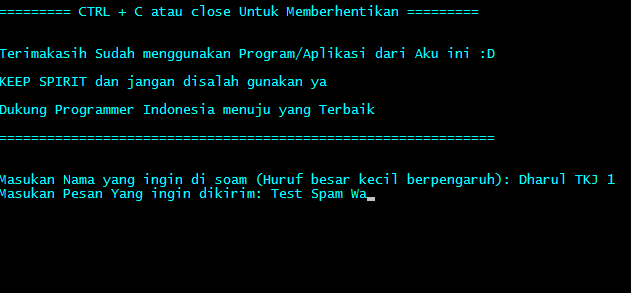 ========= CTRL + C atau close Untuk Memberhentikan =========
Terimakasih Sudah menggunakan Program/Aplikasi dari Aku ini :D
KEEP SPIRIT dan jangan disalah gunakan ya
Dukung Programmer Indonesia menuju yang Terbaik
==============================================================
Masukan Nama yang ingin di soam (Huruf besar kecil berpengaruh): Dharul TKJ 1
Masukan Pesan Yang ingin dikirim: Test Spam Wa_